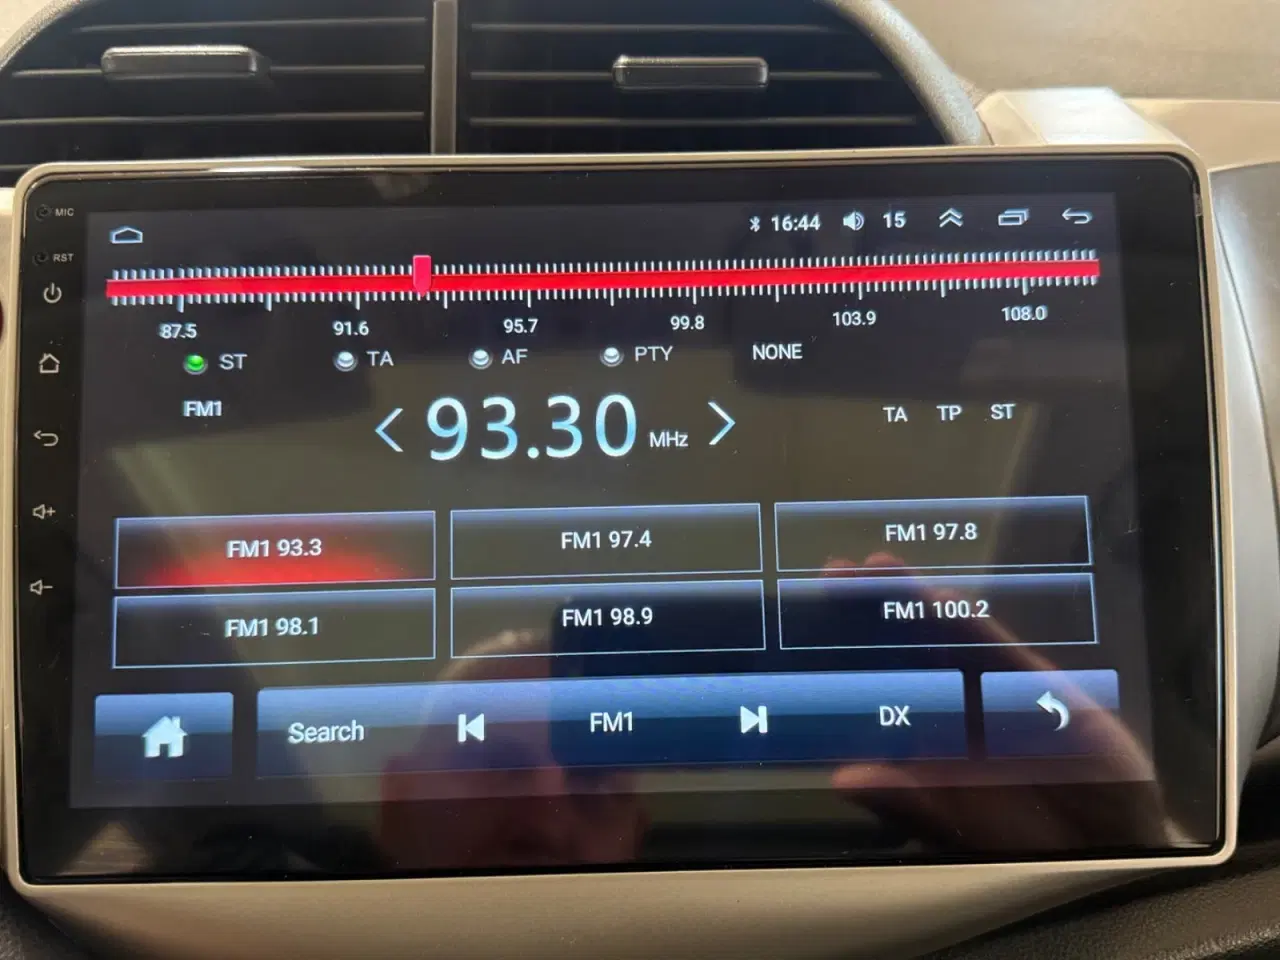 MIC
RST
16:44 15
87.5 91.6 95.7 99.8 103.9 108.0
ST TA AF PTY NONE
FM1 93.30 MHz TA TP ST
FM1 93.3 FM1 97.4 FM1 97.8
FM1 98.1 FM1 98.9 FM1 100.2
Search FM1 DX